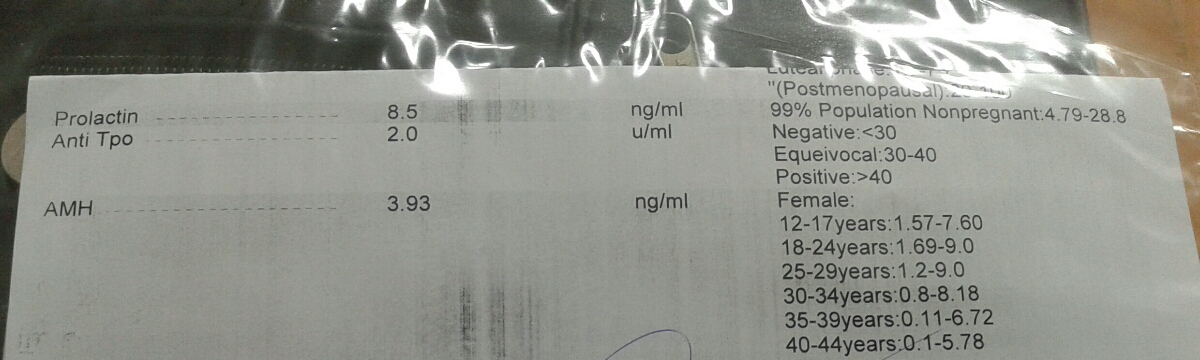 "(Postmenopausal):
Prolactin 8.5 ng/ml 99% Population Nonpregnant:4.79-28.8
Anti Tpo 2.0 u/ml Negative:<30
Equeivocal:30-40
Positive:>40
AMH 3.93 ng/ml Female:
12-17years:1.57-7.60
18-24years:1.69-9.0
25-29years:1.2-9.0
30-34years:0.8-8.18
35-39years:0.11-6.72
40-44years:0.1-5.78